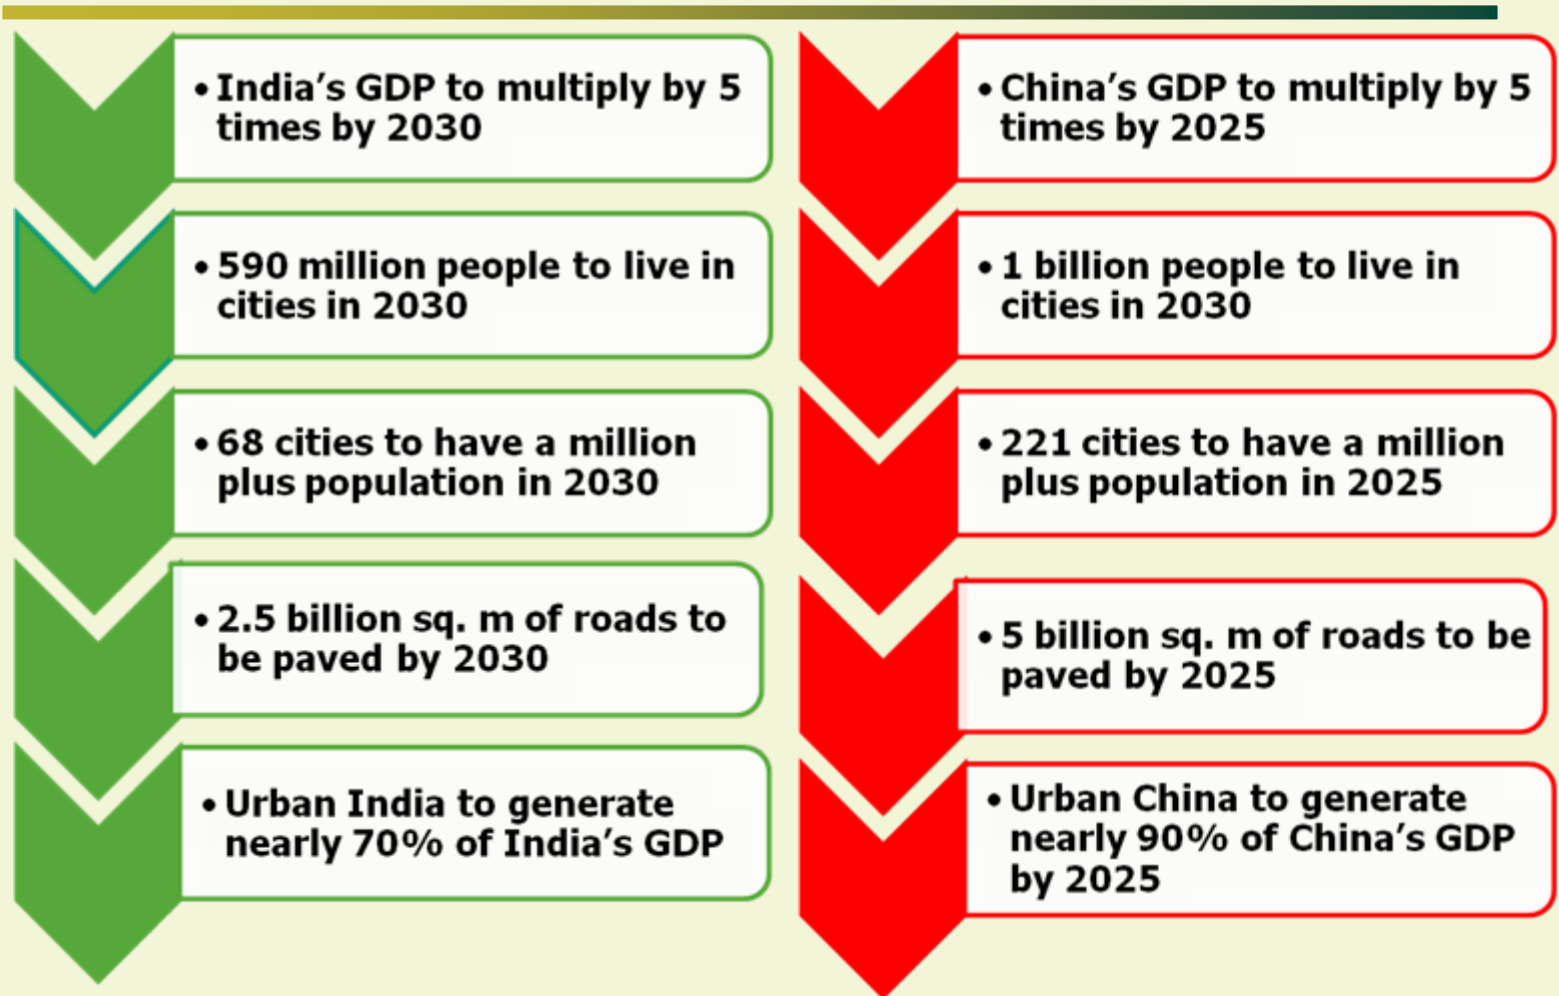 • India’s GDP to multiply by 5
times by 2030
• 590 million people to live in
cities in 2030
• 68 cities to have a million
plus population in 2030
• 2.5 billion sq. m of roads to
be paved by 2030
• Urban India to generate
nearly 70% of India’s GDP
• China’s GDP to multiply by 5
times by 2025
• 1 billion people to live in
cities in 2030
• 221 cities to have a million
plus population in 2025
• 5 billion sq. m of roads to be
paved by 2025
• Urban China to generate
nearly 90% of China’s GDP
by 2025